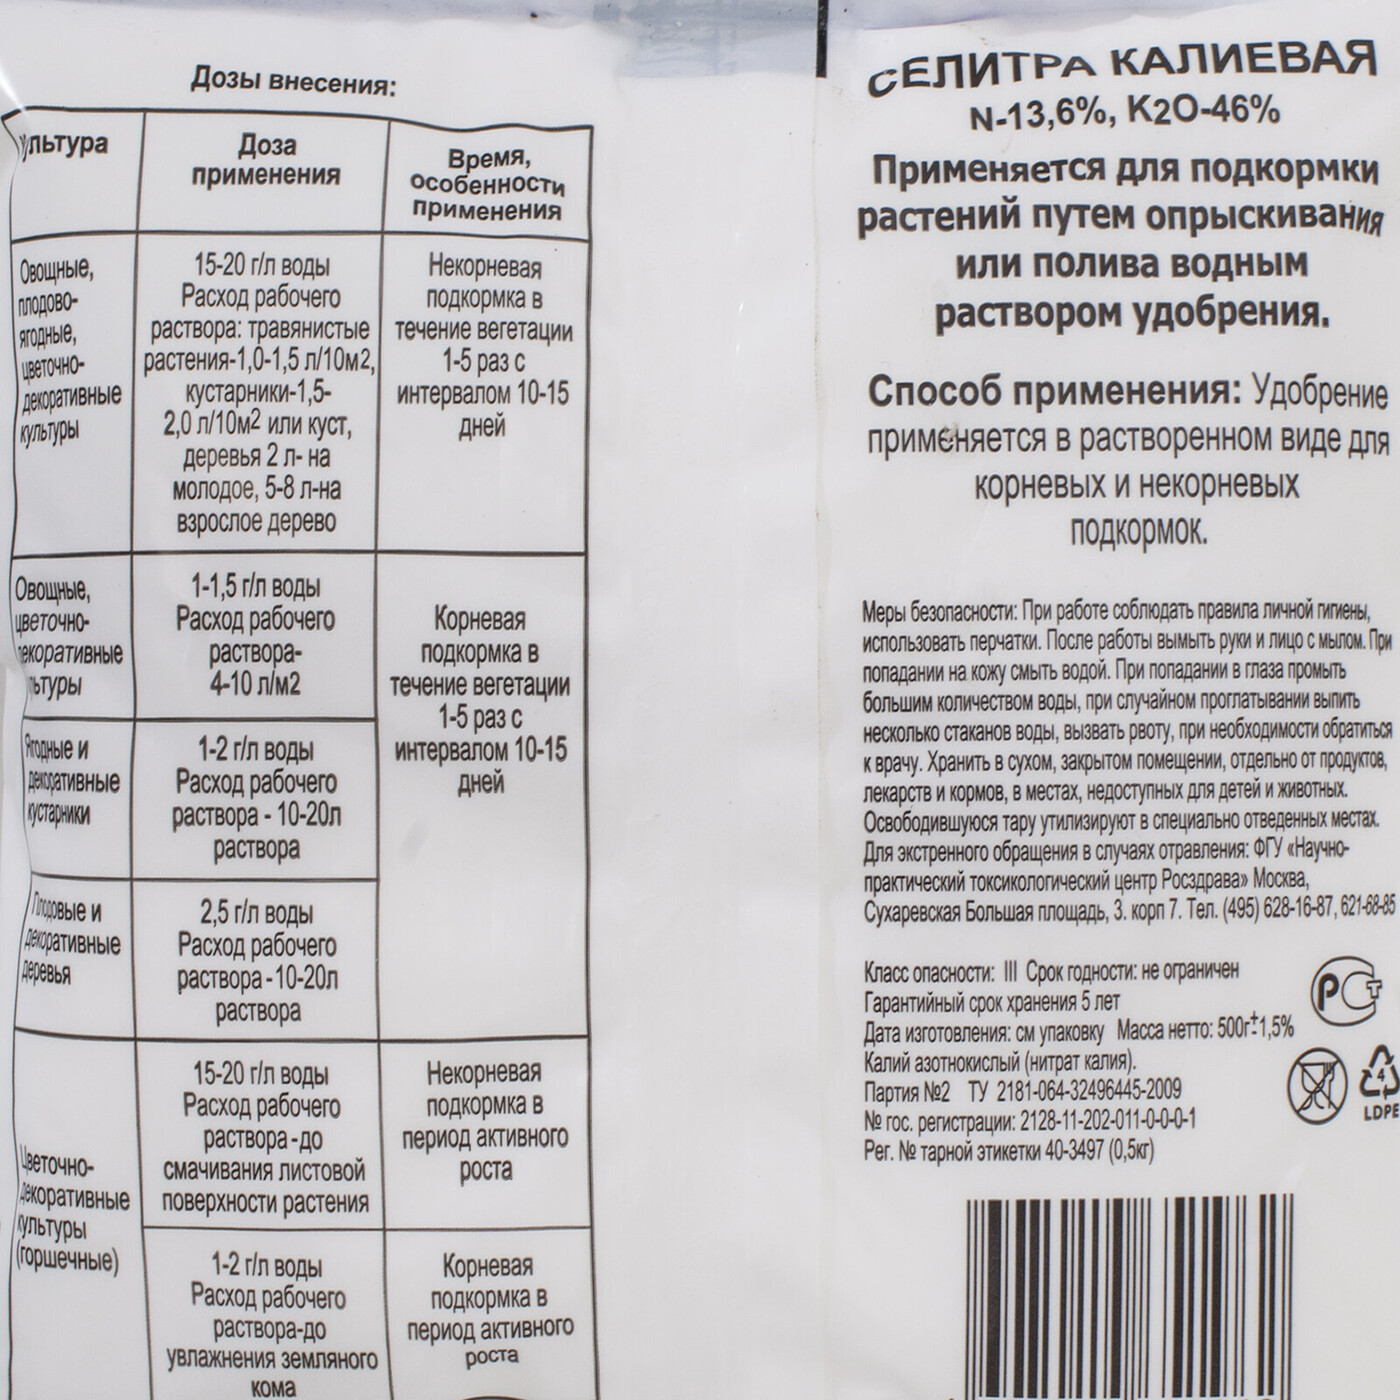 Дозы внесения:
ультура
Доза
применения
Время,
особенности
применения
Овощные,
плодово-
ягодные,
цветочно-
декоративные
культуры
15-20 г/л воды
Расход рабочего
раствора: травянистые
растения-1,0-1,5 л/10м2,
кустарники-1,5-
2,0 л/10м2 или куст,
деревья 2 л- на
молодое, 5-8 л-на
взрослое дерево
Некорневая
подкормка в
течение вегетации
1-5 раз с
интервалом 10-15
дней
Овощные,
цветочно-
екоративные
льтуры
1-1,5 г/л воды
Расход рабочего
раствора-
4-10 л/м2
Корневая
подкормка в
течение вегетации
1-5 раз с
интервалом 10-15
дней
Ягодные и
декоративные
кустарники
1-2 г/л воды
Расход рабочего
раствора - 10-20л
раствора
Плодовые и
декоративные
деревья
2,5 г/л воды
Расход рабочего
раствора -10-20л
раствора
Цветочно-
декоративные
культуры
(горшечные)
15-20 г/л воды
Расход рабочего
раствора -до
смачивания листовой
поверхности растения
Некорневая
подкормка в
период активного
роста
1-2 г/л воды
Расход рабочего
раствора-до
увлажнения земляного
кома
Корневая
подкормка в
период активного
роста
СЕЛИТРА КАЛИЕВАЯ
N-13,6%, K2O-46%
Применяется для подкормки
растений путем опрыскивания
или полива водным
раствором удобрения.
Способ применения: Удобрение
применяется в растворенном виде для
корневых и некорневых
подкормок.
Меры безопасности: При работе соблюдать правила личной гигиены,
использовать перчатки. После работы вымыть руки и лицо с мылом. При
попадании на кожу смыть водой. При попадании в глаза промыть
большим количеством воды, при случайном проглатывании выпить
несколько стаканов воды, вызвать рвоту, при необходимости обратиться
к врачу. Хранить в сухом, закрытом помещении, отдельно от продуктов,
лекарств и кормов, в местах, недоступных для детей и животных.
Освободившуюся тару утилизируют в специально отведенных местах.
Для экстренного обращения в случаях отравления: ФГУ «Научно-
практический токсикологический центр Росздрава» Москва,
Сухаревская Большая площадь, 3. корп 7. Тел. (495) 628-16-87, 621-68-85
Класс опасности: III Срок годности: не ограничен
Гарантийный срок хранения 5 лет
Дата изготовления: см упаковку Масса нетто: 500г±1,5%
Калий азотнокислый (нитрат калия).
Партия №2 ТУ 2181-064-32496445-2009
№ гос. регистрации: 2128-11-202-011-0-0-0-1
Рег. № тарной этикетки 40-3497 (0,5кг)
РСТ
4
LDPE